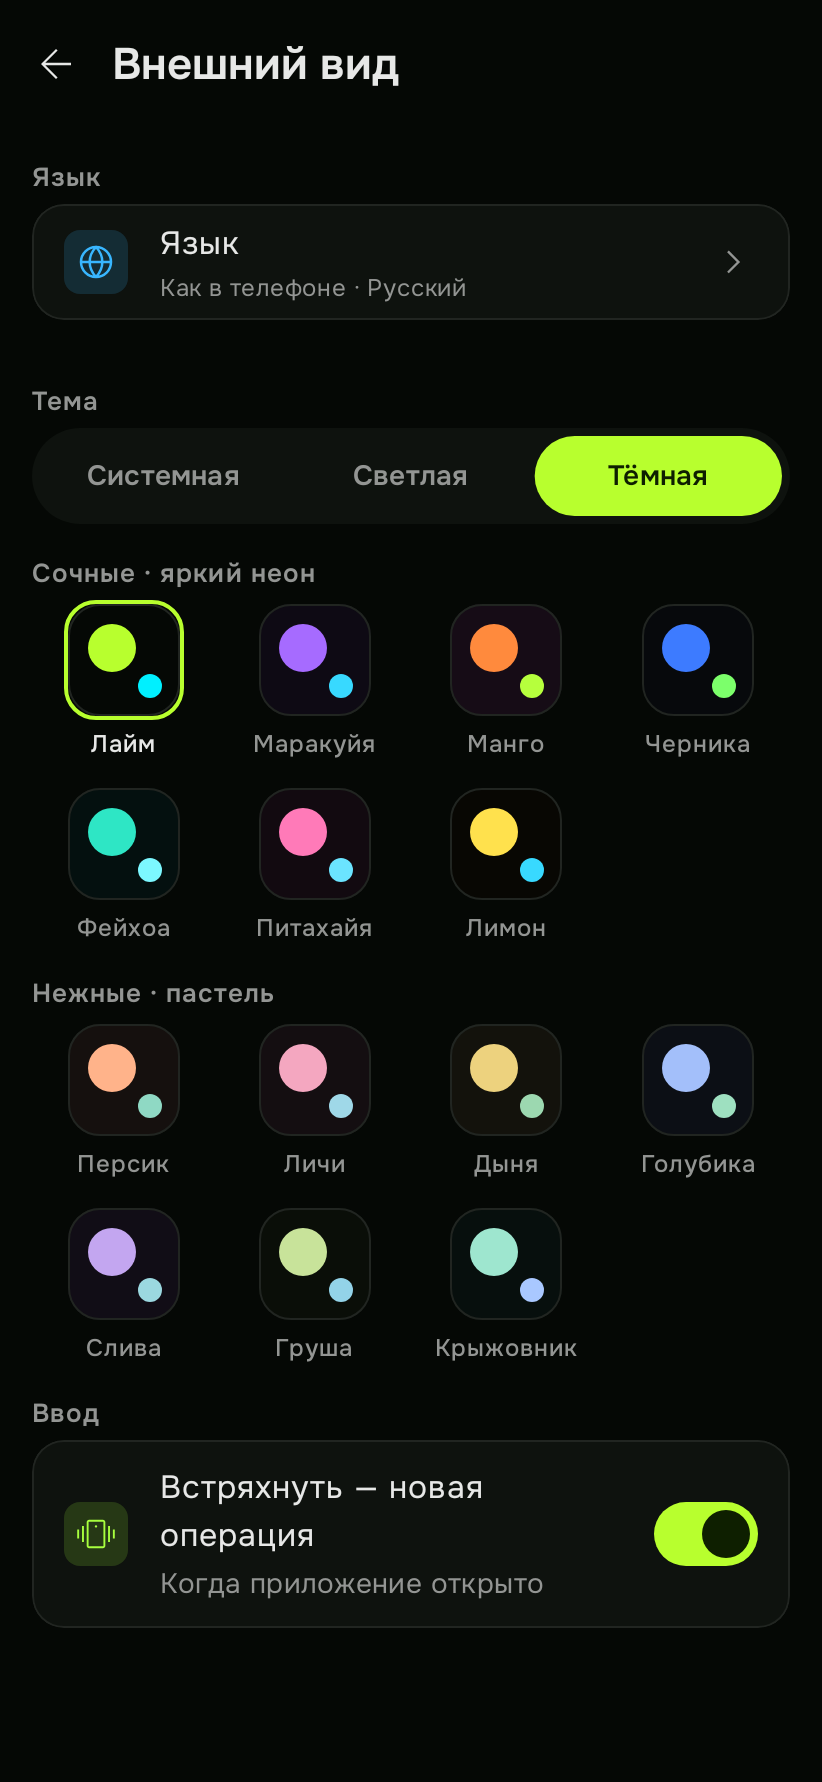 Внешний вид
Язык
Язык
Как в телефоне · Русский
Тема
Системная Светлая Тёмная
Сочные · яркий неон
Лайм Маракуйя Манго Черника
Фейхоа Питахайя Лимон
Нежные · пастель
Персик Личи Дыня Голубика
Слива Груша Крыжовник
Ввод
Встряхнуть — новая
операция
Когда приложение открыто